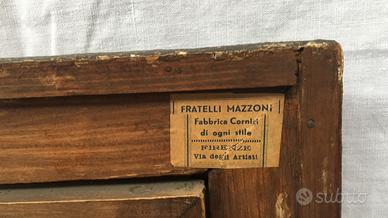 FRATELLI MAZZONI
Fabbrica Cornici
di ogni stile
FIRENZE
Via degli Artisti
subito